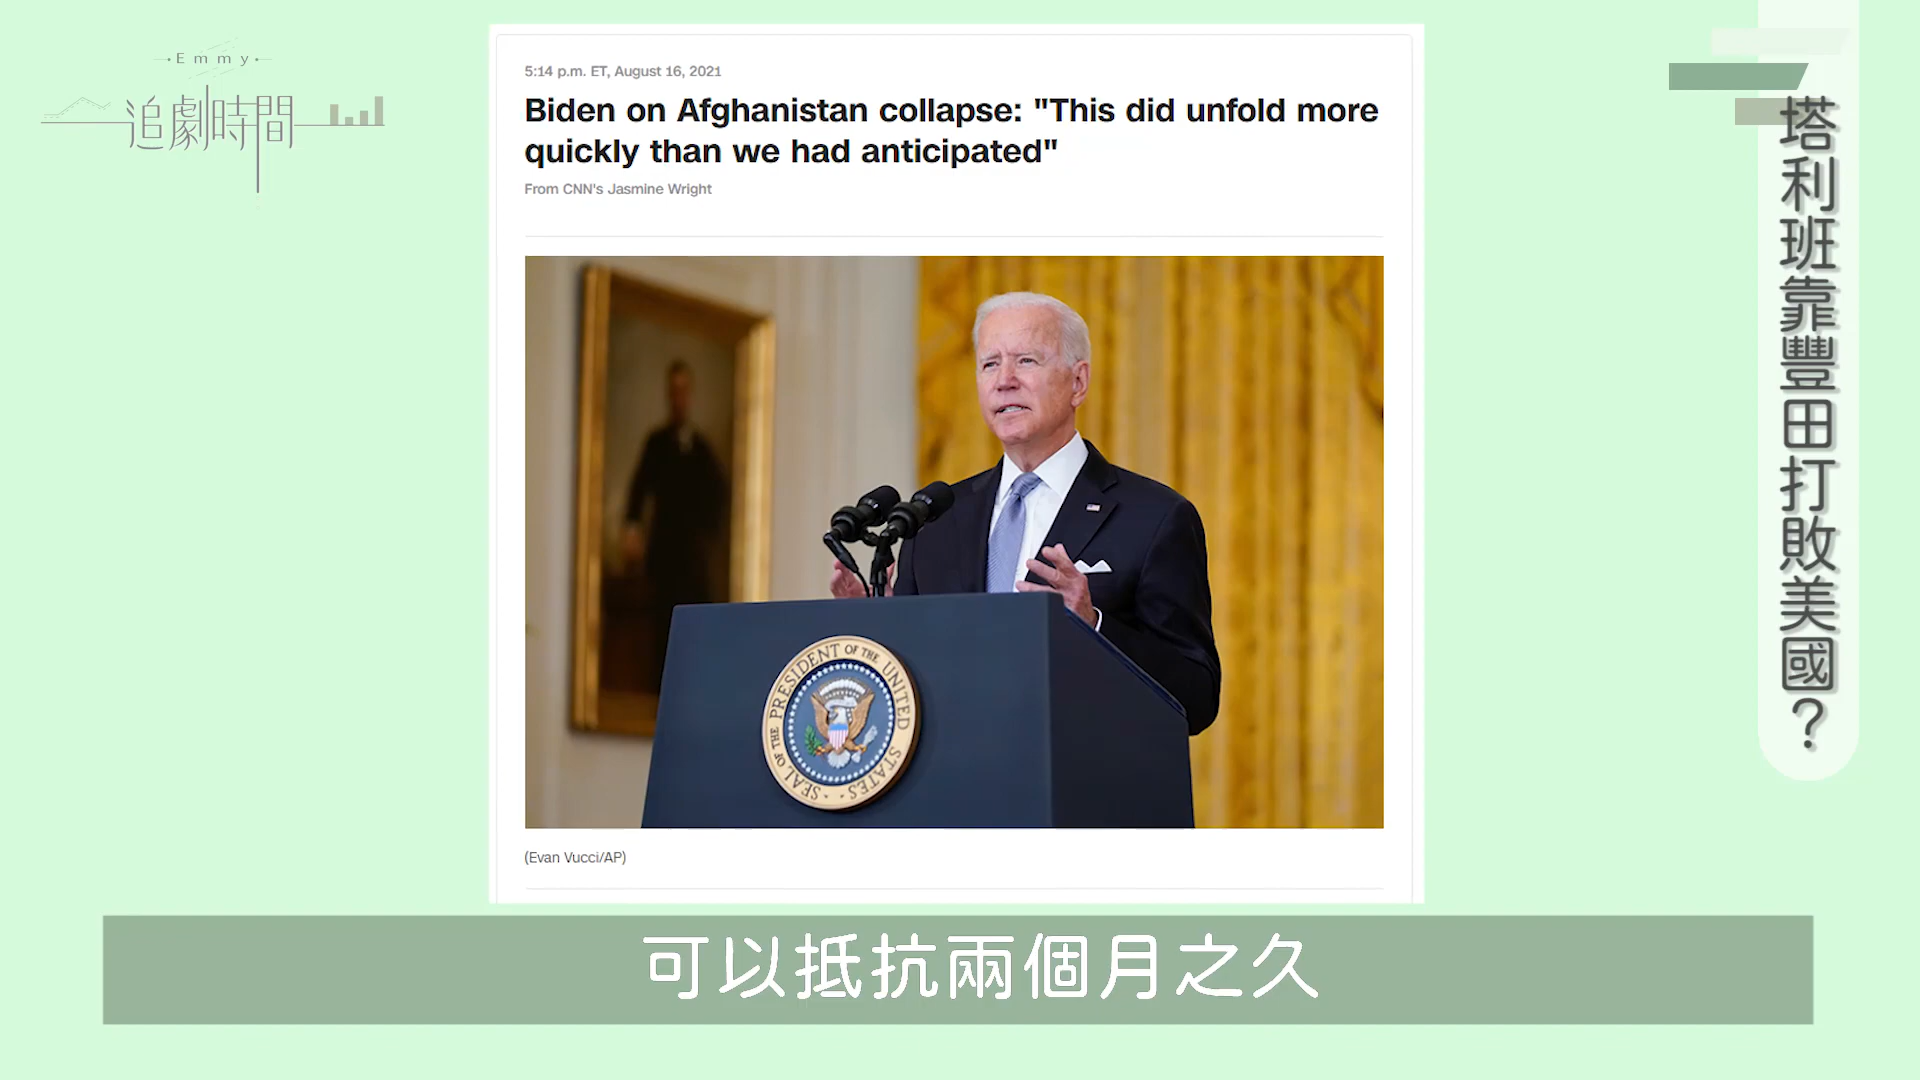 Emmy
追劇時間
5:14 p.m. ET, August 16, 2021
Biden on Afghanistan collapse: "This did unfold more
quickly than we had anticipated"
From CNN's Jasmine Wright
SEAL OF THE PRESIDENT OF THE UNITED STATES
(Evan Vucci/AP)
塔利班靠豐田打敗美國？
可以抵抗兩個月之久